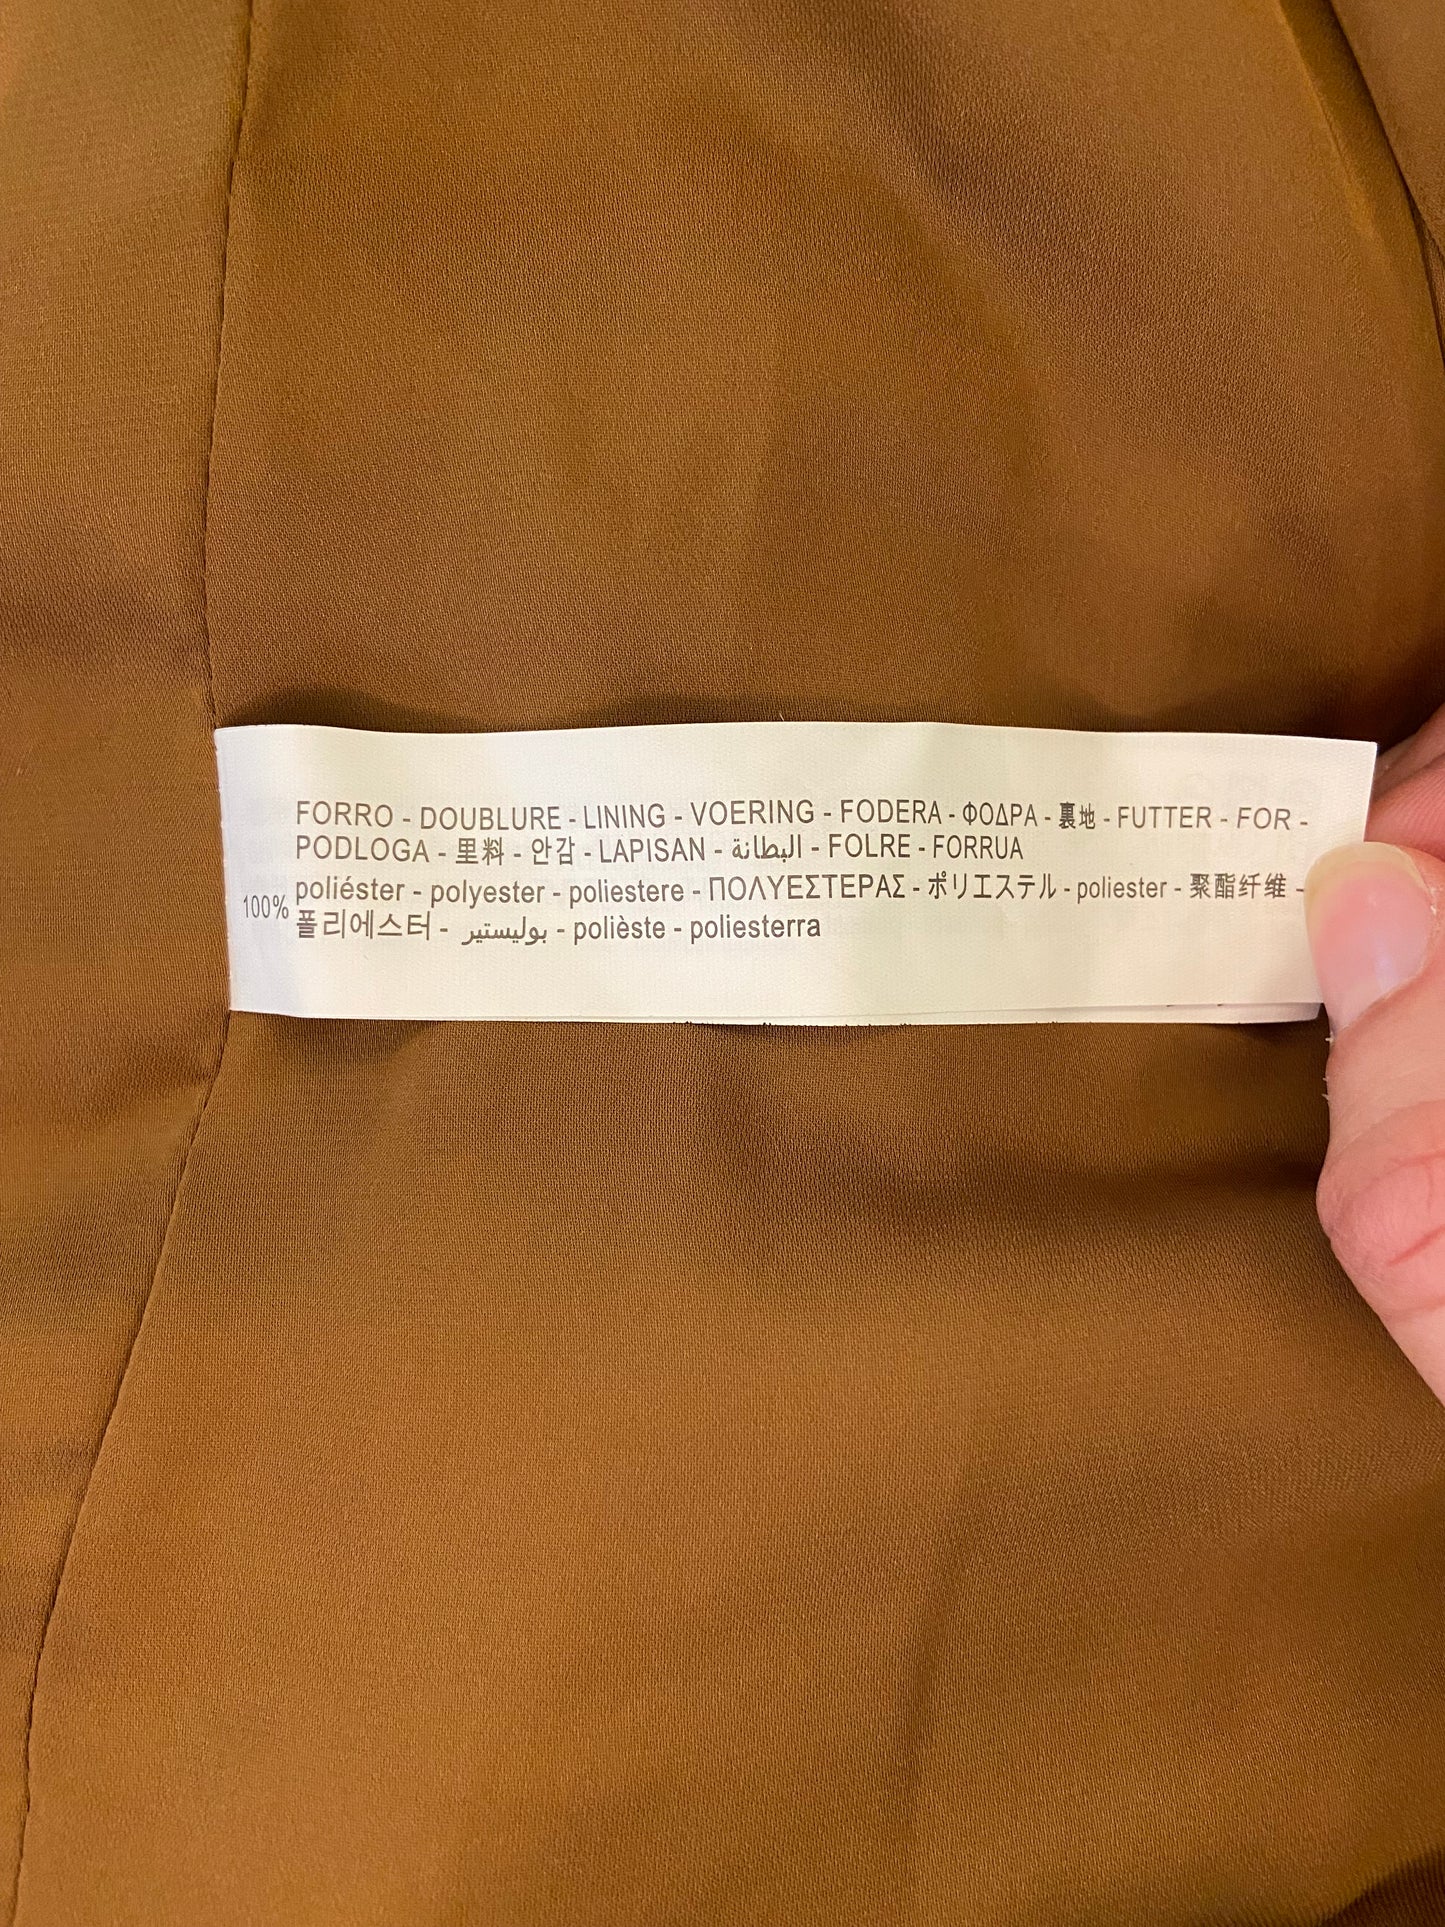 FORRO - DOUBLURE - LINING - VOERING - FODERA - ΦΟΔΡΑ - 裏地 - FUTTER - FOR -
PODLOGA - 里料 - 안감 - LAPISAN - البطانة - FOLRE - FORRUA
100% poliéster - polyester - poliestere - ΠΟΛΥΕΣΤΕΡΑΣ - ポリエステル - poliester - 聚酯纤维 -
폴리에스터 - بوليستير - polièste - poliesterra